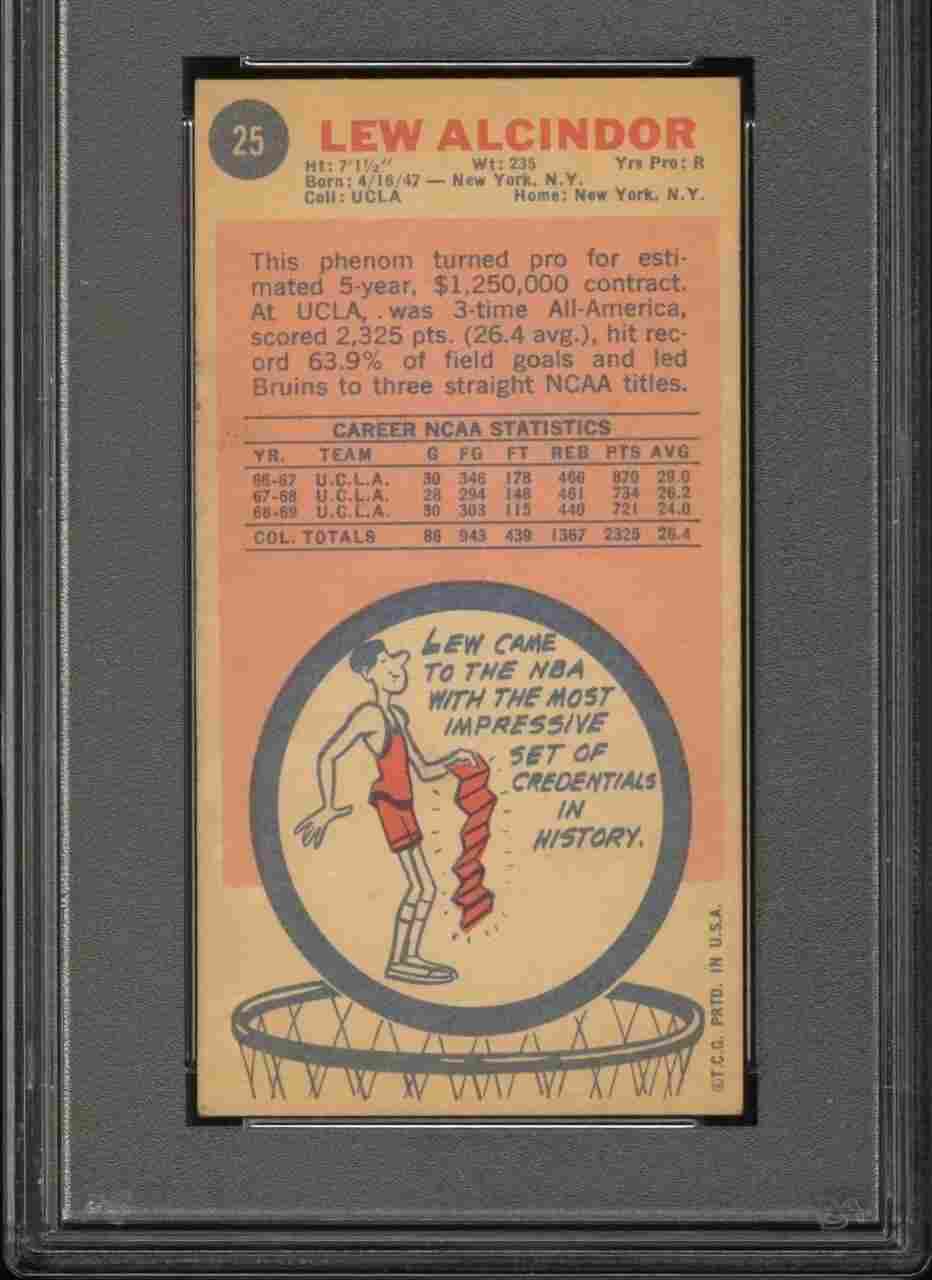 25
LEW ALCINDOR
Ht: 7'1½" Wt: 235 Yrs Pro: R
Born: 4/16/47 — New York, N.Y.
Coll: UCLA Home: New York, N.Y.
This phenom turned pro for esti-
mated 5-year, $1,250,000 contract.
At UCLA, was 3-time All-America,
scored 2,325 pts. (26.4 avg.), hit rec-
ord 63.9% of field goals and led
Bruins to three straight NCAA titles.
CAREER NCAA STATISTICS
YR. TEAM G FG FT REB PTS AVG
66-67 U.C.L.A. 30 346 178 466 870 29.0
67-68 U.C.L.A. 28 294 146 461 734 26.2
68-69 U.C.L.A. 30 303 115 440 721 24.0
COL. TOTALS 88 943 439 1367 2325 26.4
LEW CAME
TO THE NBA
WITH THE MOST
IMPRESSIVE
SET OF
CREDENTIALS
IN
HISTORY.
©T.C.G. PRTD. IN U.S.A.